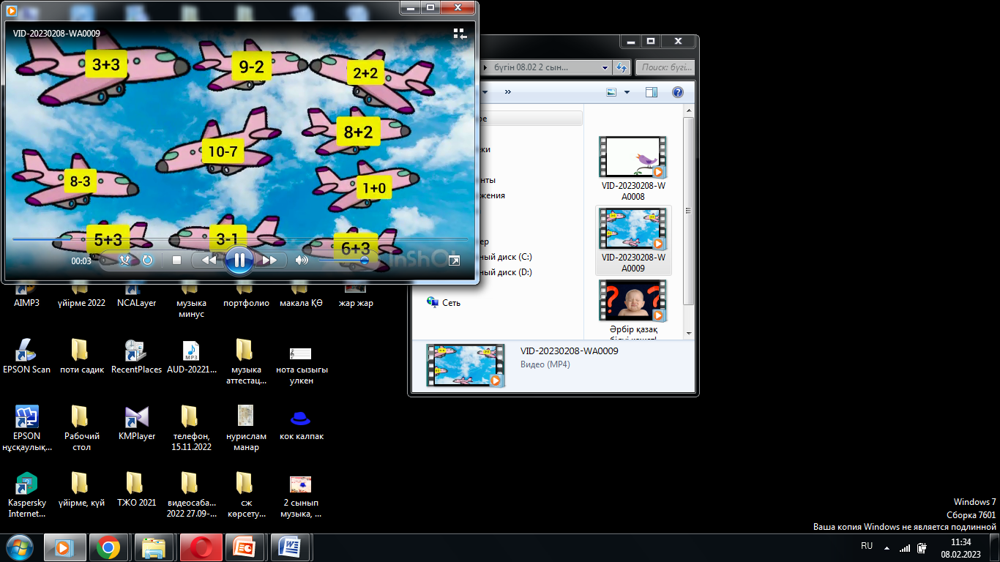 VID-20230208-WA0009
3+3
9-2
2+2
10-7
8+2
8-3
1+0
5+3
3-1
6+3
InShO
00:03
бүгін 08.02 2 сын...
Поиск: бүгі...
»
ре
ки
нты
жения
ер
ный диск (C:)
ный диск (D:)
Сеть
VID-20230208-W
A0008
VID-20230208-W
A0009
Әрбір қазақ
VID-20230208-WA0009
Видео (MP4)
AIMP3
үйірме 2022
NCALayer
музыка
минус
портфолио
макала ҚӨ
жар жар
EPSON Scan
поти садик
RecentPlaces
MP3
AUD-20221...
музыка
аттестац...
нота сызыгы
улкен
EPSON
нұсқаулық...
Рабочий
стол
KMPlayer
телефон,
15.11.2022
нурислам
манар
кок калпак
Kaspersky
Internet...
үйірме, күй
ТЖО 2021
видеосаба...
2022 27.09-...
сж
көрсету...
2 сынып
музыка, ...
Windows 7
Сборка 7601
Ваша копия Windows не является подлинной
RU
11:34
08.02.2023